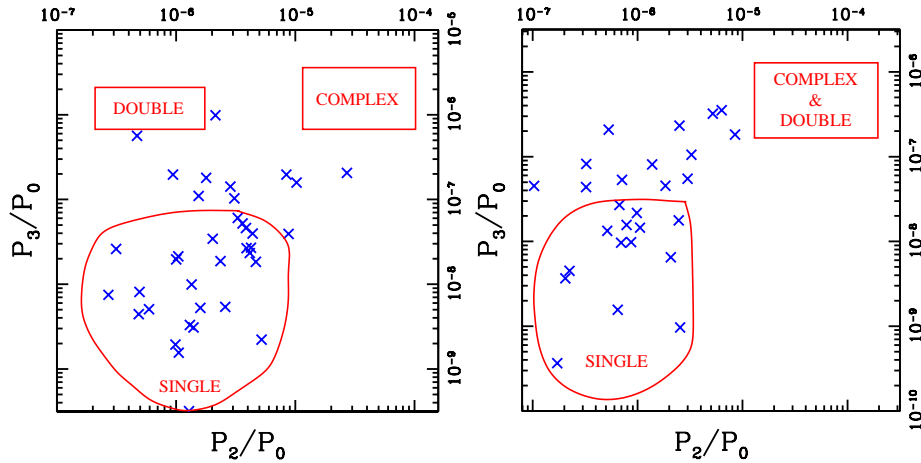 10⁻⁷ 10⁻⁶ 10⁻⁵ 10⁻⁴
10⁻⁵
10⁻⁶
10⁻⁷
10⁻⁸
10⁻⁹
P₃/P₀
P₂/P₀
DOUBLE
COMPLEX
SINGLE
10⁻⁷ 10⁻⁶ 10⁻⁵ 10⁻⁴
10⁻⁶
10⁻⁷
10⁻⁸
10⁻⁹
10⁻¹⁰
P₃/P₀
P₂/P₀
COMPLEX
&
DOUBLE
SINGLE